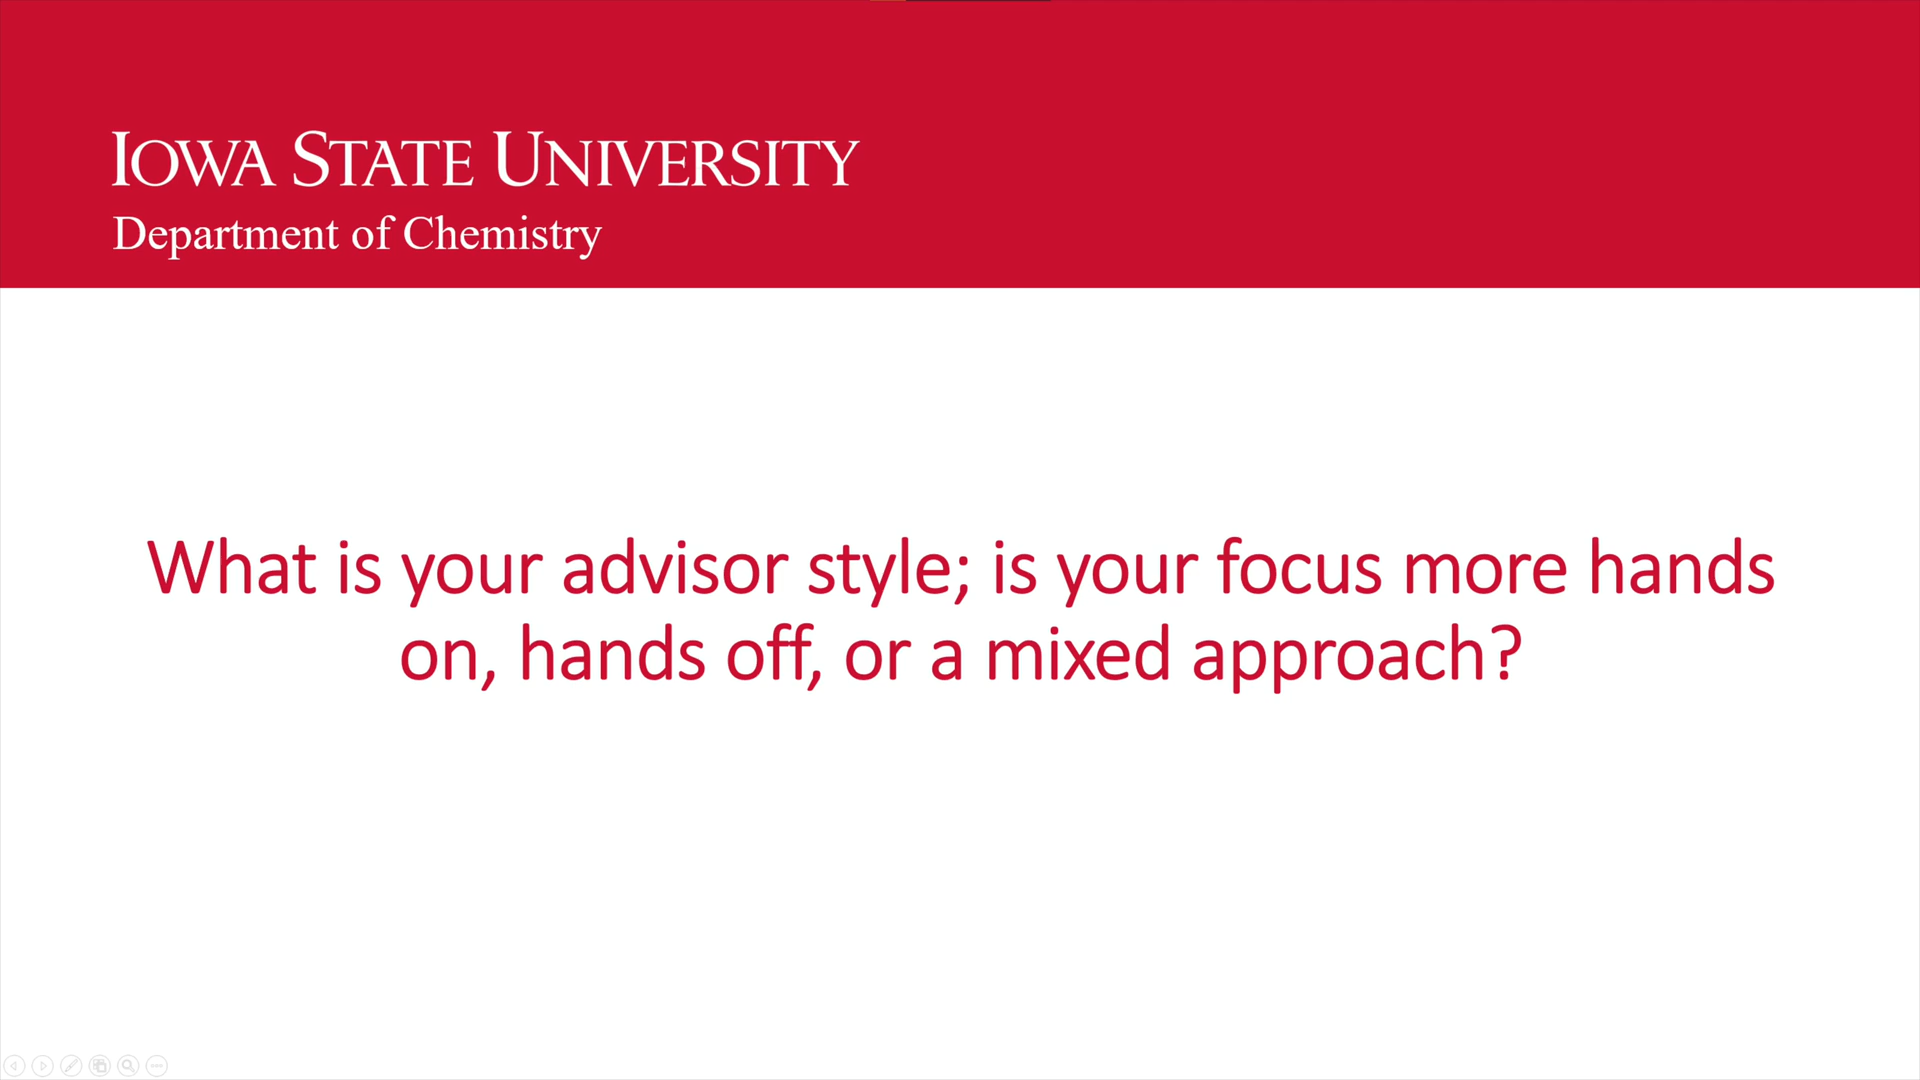 IOWA STATE UNIVERSITY
Department of Chemistry
What is your advisor style; is your focus more hands
on, hands off, or a mixed approach?